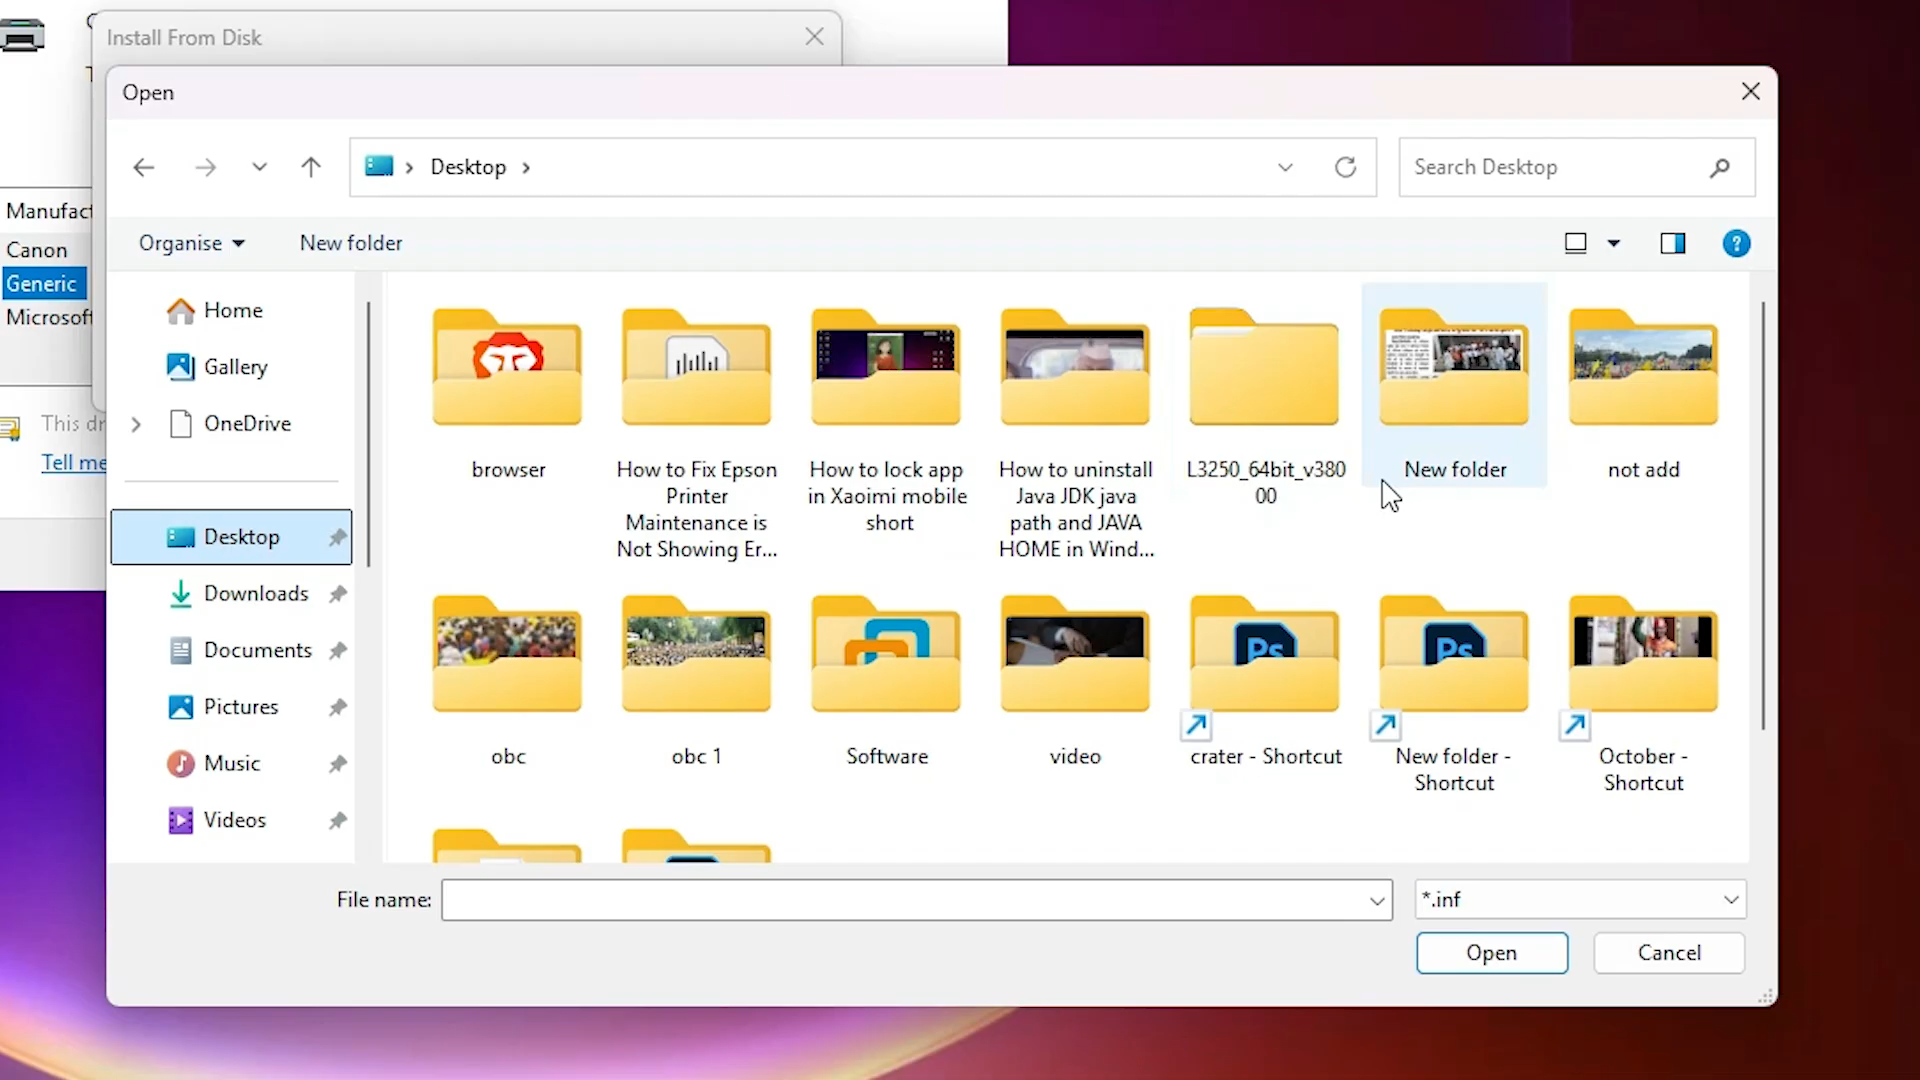 Install From Disk
Open
Desktop
Search Desktop
Manufact
Organise
New folder
Canon
Generic
Microsoft
This dr
Tell me
Home
Gallery
OneDrive
Desktop
Downloads
Documents
Pictures
Music
Videos
browser
How to Fix Epson
Printer
Maintenance is
Not Showing Er...
How to lock app
in Xaoimi mobile
short
How to uninstall
Java JDK java
path and JAVA
HOME in Wind...
L3250_64bit_v380
00
New folder
not add
obc
obc 1
Software
video
Ps
crater - Shortcut
Ps
New folder -
Shortcut
October -
Shortcut
File name:
*.inf
Open
Cancel